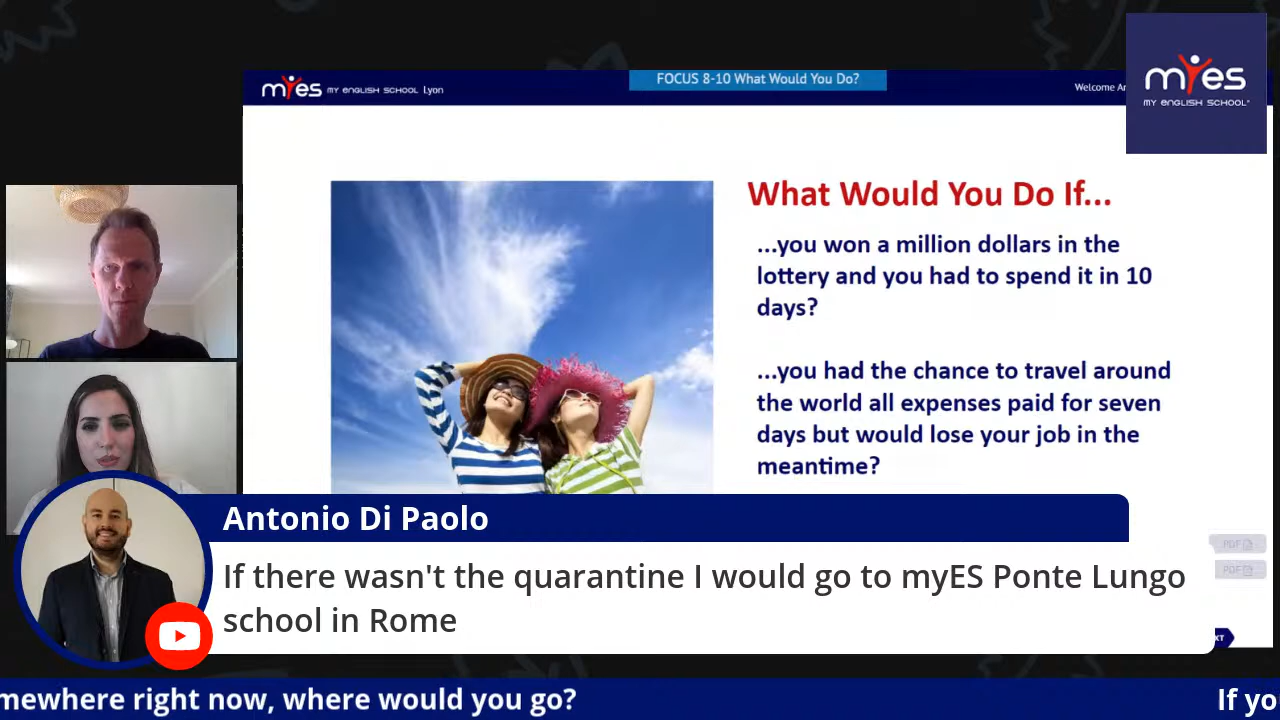 FOCUS 8-10 What Would You Do?
myes MY ENGLISH SCHOOL Lyon
Welcome
myes
MY ENGLISH SCHOOL
What Would You Do If...
...you won a million dollars in the
lottery and you had to spend it in 10
days?
...you had the chance to travel around
the world all expenses paid for seven
days but would lose your job in the
meantime?
Antonio Di Paolo
If there wasn't the quarantine I would go to myES Ponte Lungo
school in Rome
PDF
PDF
mewhere right now, where would you go?
If yo